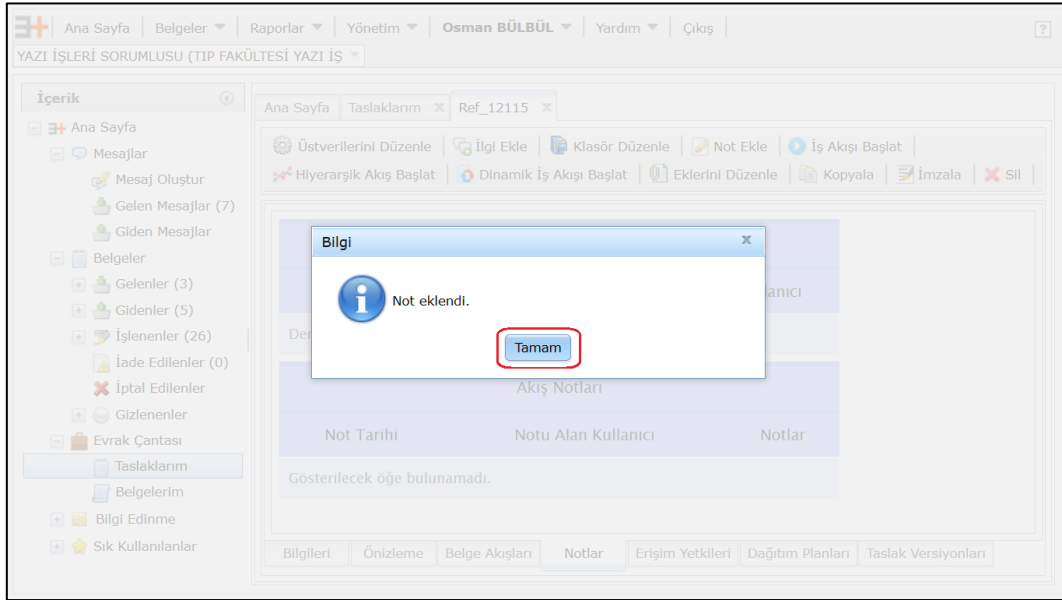 Ana Sayfa Belgeler Raporlar Yönetim Osman BÜLBÜL Yardım Çıkış ?
YAZI İŞLERİ SORUMLUSU (TIP FAKÜLTESİ YAZI İŞ
İçerik
Ana Sayfa
Mesajlar
Mesaj Oluştur
Gelen Mesajlar (7)
Giden Mesajlar
Belgeler
Gelenler (3)
Gidenler (5)
İşlenenler (26)
İade Edilenler (0)
İptal Edilenler
Gizlenenler
Evrak Çantası
Taslaklarım
Belgelerim
Bilgi Edinme
Sık Kullanılanlar
Ana Sayfa Taslaklarım x Ref_12115 x
Üstverilerini Düzenle İlgi Ekle Klasör Düzenle Not Ekle İş Akışı Başlat
Hiyerarşik Akış Başlat Dinamik İş Akışı Başlat Eklerini Düzenle Kopyala İmzala Sil
Bilgi x
Not eklendi.
Tamam
Akış Notları
Not Tarihi Notu Alan Kullanıcı Notlar
Gösterilecek öğe bulunamadı.
Bilgileri Önizleme Belge Akışları Notlar Erişim Yetkileri Dağıtım Planları Taslak Versiyonları